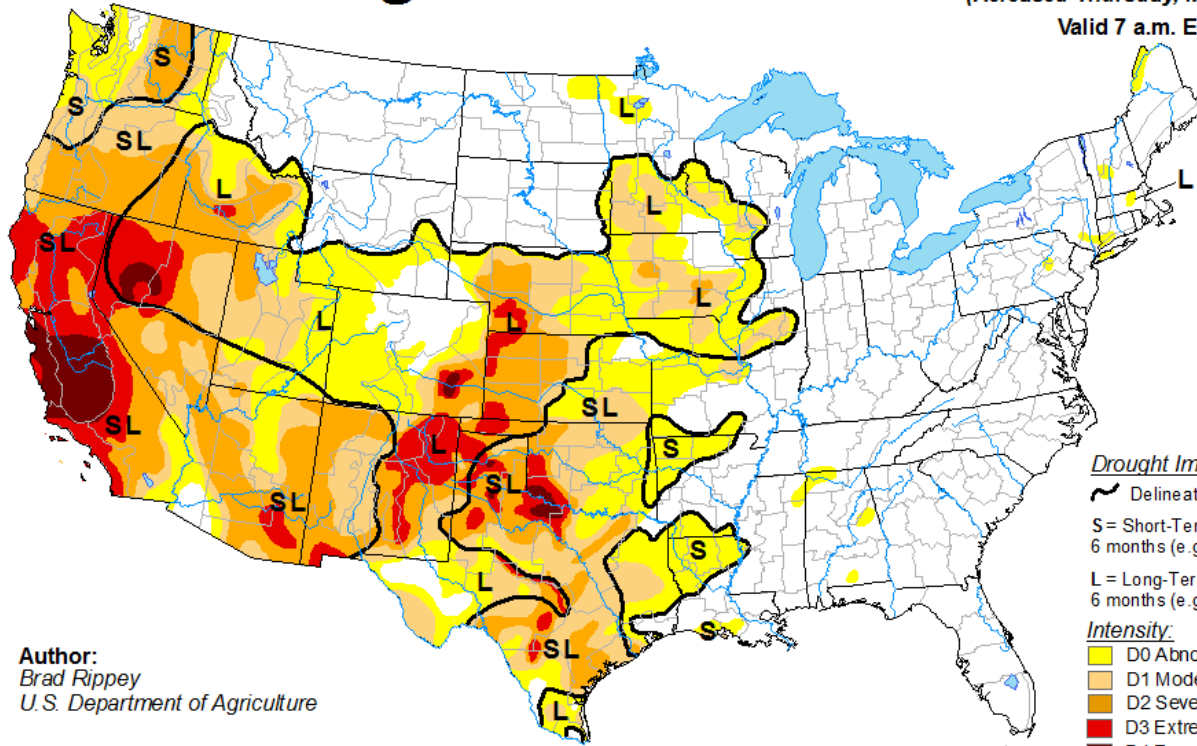 Valid 7 a.m. E
S
S
SL
L
L
L
SL
L
L
L
L
SL
SL
L
S
SL
SL
S
L
S
SL
L
Author:
Brad Rippey
U.S. Department of Agriculture
Drought Im
Delineat
S = Short-Ter
6 months (e.g
L = Long-Ter
6 months (e.g
Intensity:
D0 Abno
D1 Mode
D2 Seve
D3 Extre